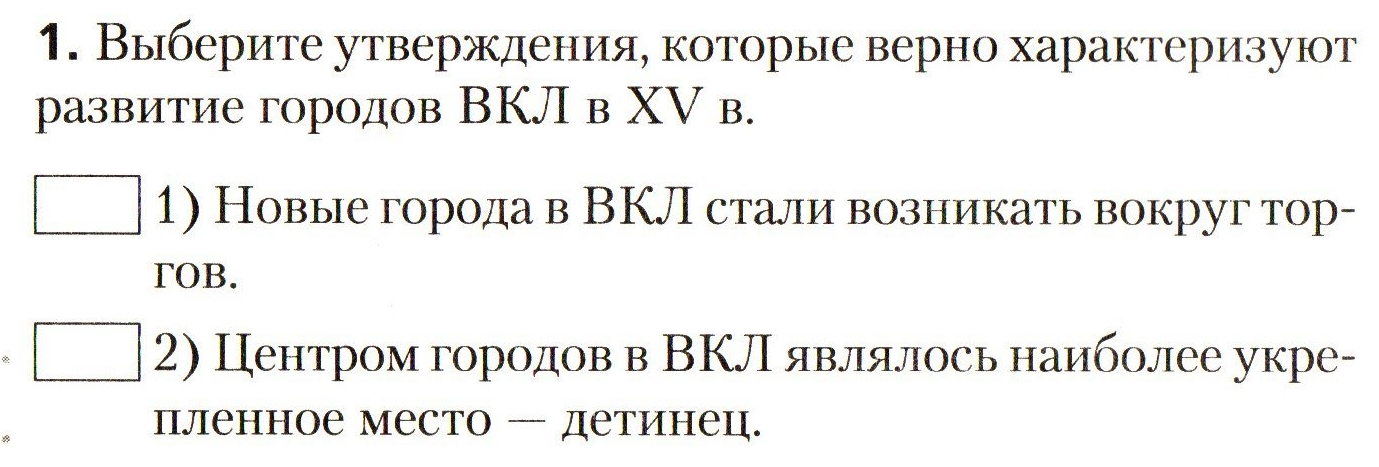 1. Выберите утверждения, которые верно характеризуют
развитие городов ВКЛ в XV в.
1) Новые города в ВКЛ стали возникать вокруг тор-
гов.
2) Центром городов в ВКЛ являлось наиболее укре-
пленное место — детинец.